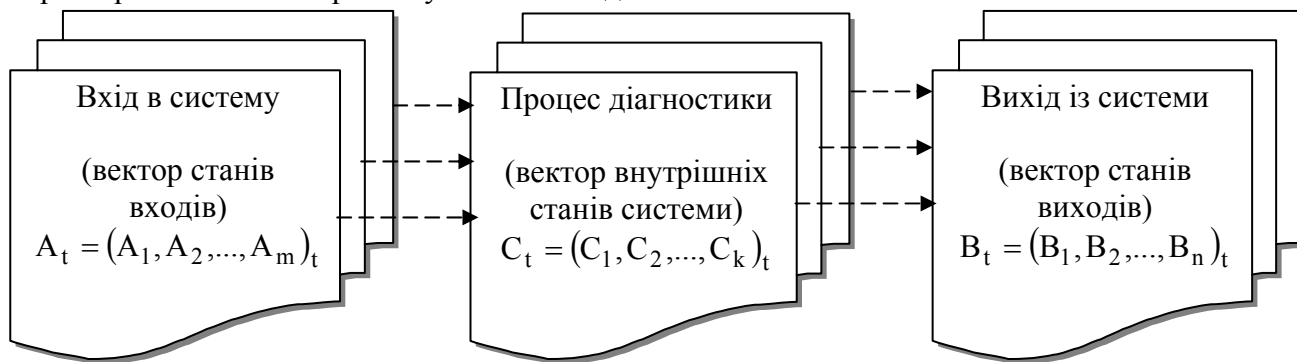 Вхід в систему
(вектор станів
входів)
A_t = (A_1, A_2,..., A_m)_t
Процес діагностики
(вектор внутрішніх
станів системи)
C_t = (C_1, C_2,..., C_k)_t
Вихід із системи
(вектор станів
виходів)
B_t = (B_1, B_2,..., B_n)_t